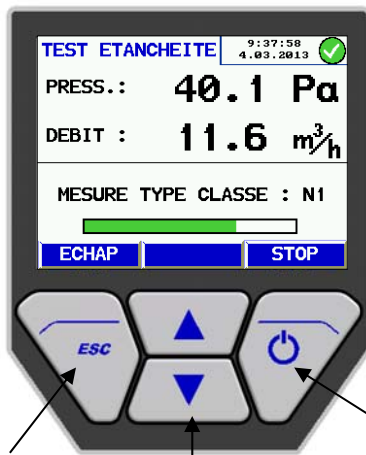 TEST ETANCHEITE 9:37:58
4.03.2013
PRESS.: 40.1 Pa
DEBIT : 11.6 m³/h
MESURE TYPE CLASSE : N1
ECHAP STOP
ESC